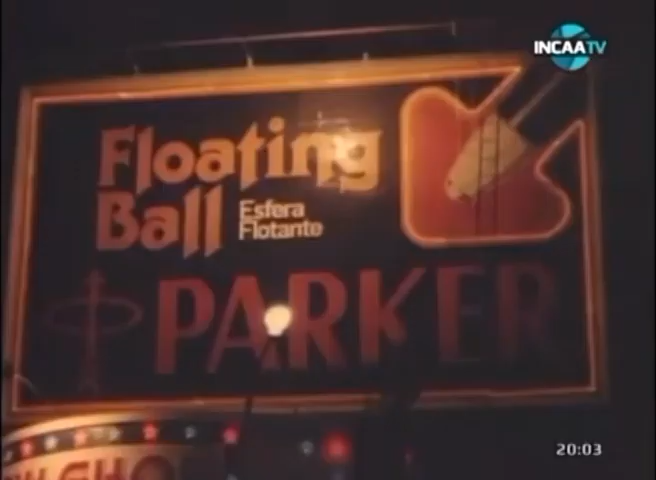 INCAATV
Floating
Ball
Esfera
Flotante
PARKER
20:03